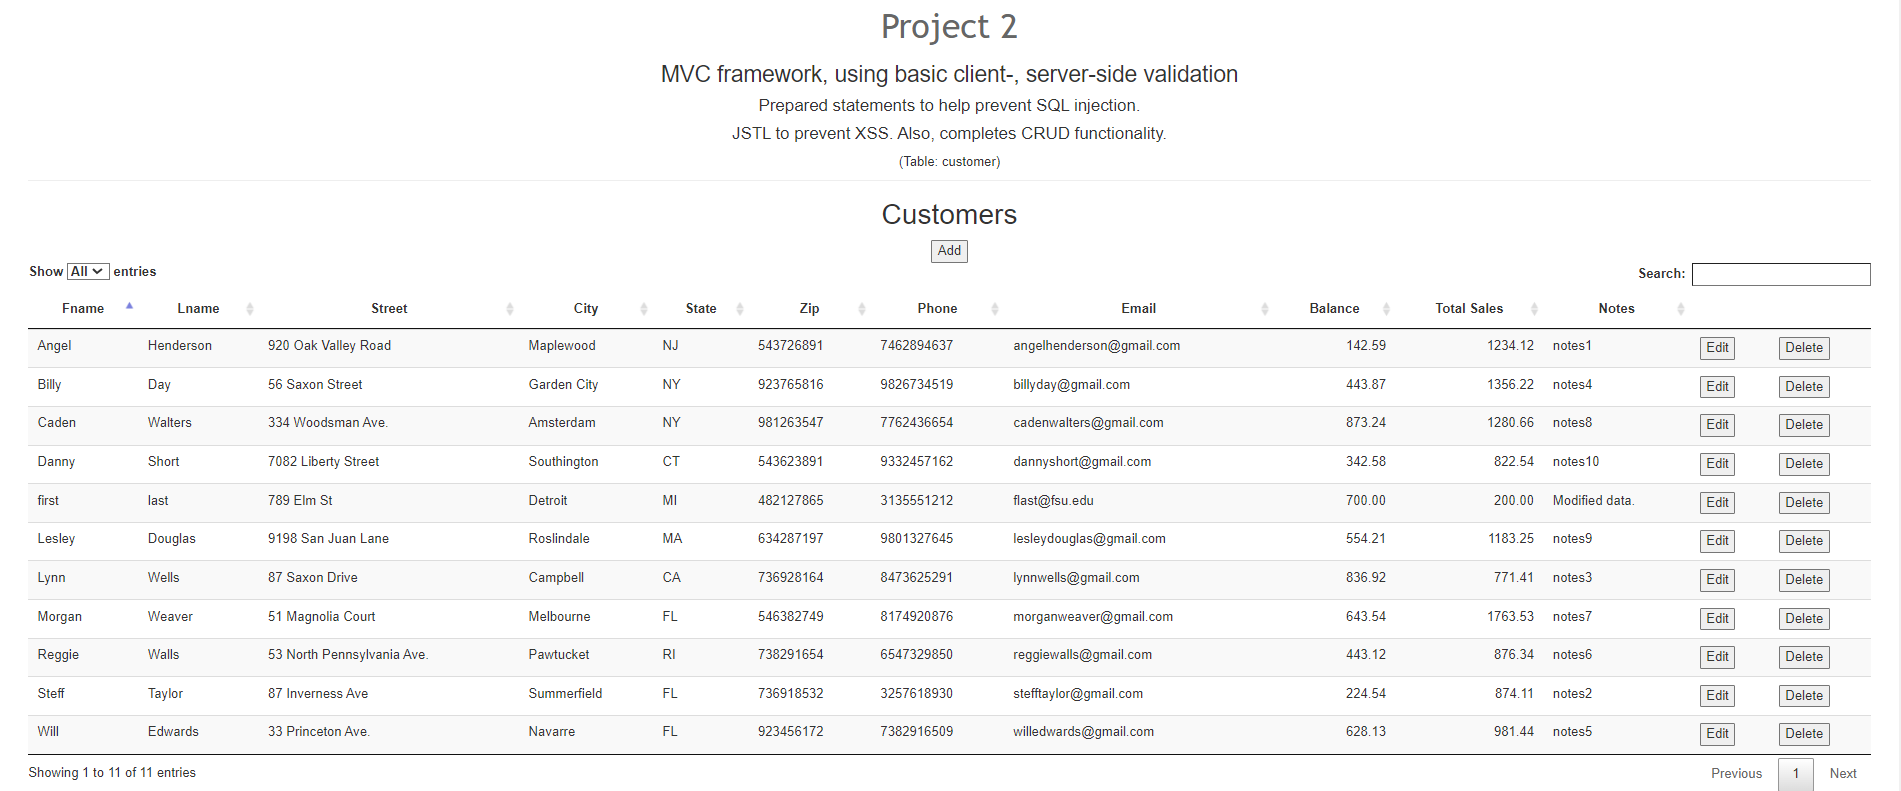 Project 2
MVC framework, using basic client-, server-side validation
Prepared statements to help prevent SQL injection.
JSTL to prevent XSS. Also, completes CRUD functionality.
(Table: customer)
Customers
Add
Show All entries Search:
Fname Lname Street City State Zip Phone Email Balance Total Sales Notes
Angel Henderson 920 Oak Valley Road Maplewood NJ 543726891 7462894637 angelhenderson@gmail.com 142.59 1234.12 notes1 Edit Delete
Billy Day 56 Saxon Street Garden City NY 923765816 9826734519 billyday@gmail.com 443.87 1356.22 notes4 Edit Delete
Caden Walters 334 Woodsman Ave. Amsterdam NY 981263547 7762436654 cadenwalters@gmail.com 873.24 1280.66 notes8 Edit Delete
Danny Short 7082 Liberty Street Southington CT 543623891 9332457162 dannyshort@gmail.com 342.58 822.54 notes10 Edit Delete
first last 789 Elm St Detroit MI 482127865 3135551212 flast@fsu.edu 700.00 200.00 Modified data. Edit Delete
Lesley Douglas 9198 San Juan Lane Roslindale MA 634287197 9801327645 lesleydouglas@gmail.com 554.21 1183.25 notes9 Edit Delete
Lynn Wells 87 Saxon Drive Campbell CA 736928164 8473625291 lynnwells@gmail.com 836.92 771.41 notes3 Edit Delete
Morgan Weaver 51 Magnolia Court Melbourne FL 546382749 8174920876 morganweaver@gmail.com 643.54 1763.53 notes7 Edit Delete
Reggie Walls 53 North Pennsylvania Ave. Pawtucket RI 738291654 6547329850 reggiewalls@gmail.com 443.12 876.34 notes6 Edit Delete
Steff Taylor 87 Inverness Ave Summerfield FL 736918532 3257618930 stefftaylor@gmail.com 224.54 874.11 notes2 Edit Delete
Will Edwards 33 Princeton Ave. Navarre FL 923456172 7382916509 willedwards@gmail.com 628.13 981.44 notes5 Edit Delete
Showing 1 to 11 of 11 entries Previous 1 Next